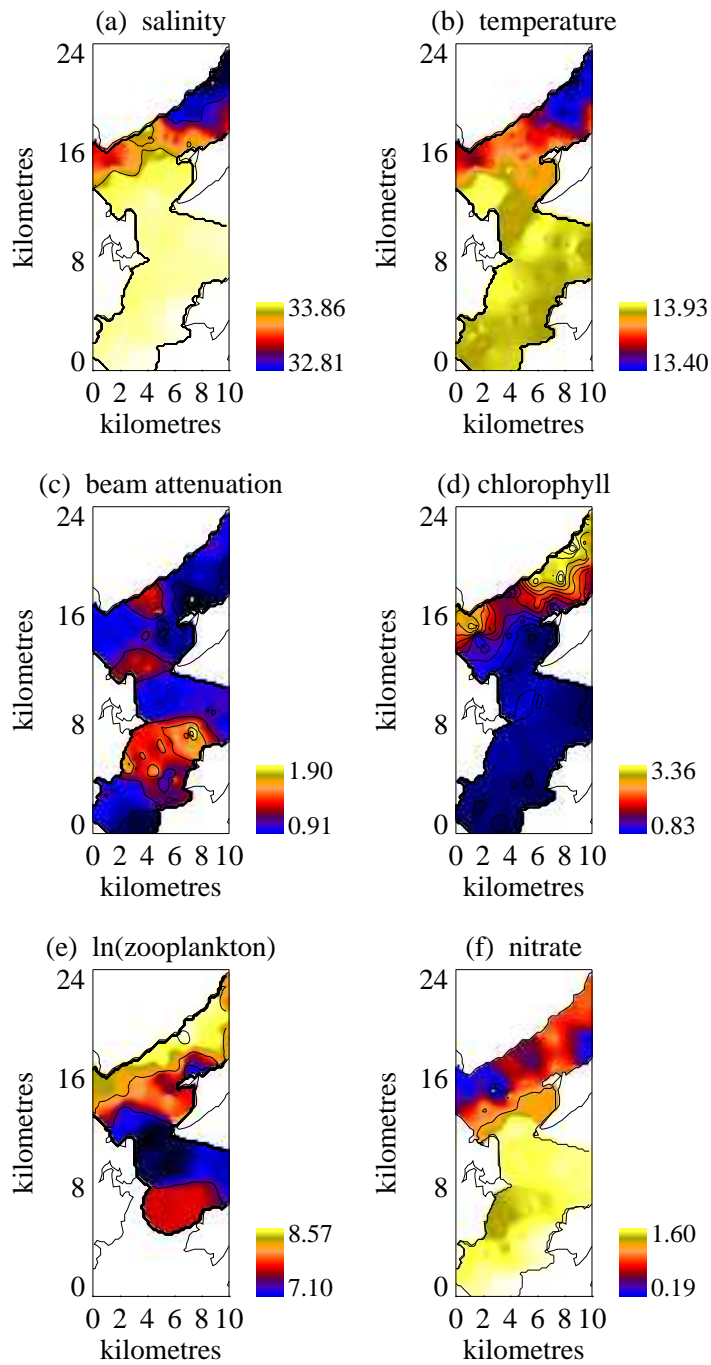 (a) salinity
(b) temperature
24
16
8
0
kilometres
33.86
32.81
0 2 4 6 8 10
kilometres
24
16
8
0
kilometres
13.93
13.40
0 2 4 6 8 10
kilometres
(c) beam attenuation
(d) chlorophyll
24
16
8
0
kilometres
1.90
0.91
0 2 4 6 8 10
kilometres
24
16
8
0
kilometres
3.36
0.83
0 2 4 6 8 10
kilometres
(e) ln(zooplankton)
(f) nitrate
24
16
8
0
kilometres
8.57
7.10
0 2 4 6 8 10
kilometres
24
16
8
0
kilometres
1.60
0.19
0 2 4 6 8 10
kilometres